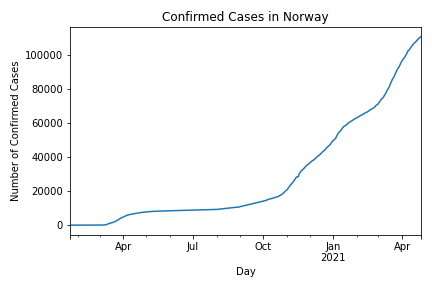 Confirmed Cases in Norway
Number of Confirmed Cases
100000
80000
60000
40000
20000
0
Apr
Jul
Oct
Jan
2021
Apr
Day